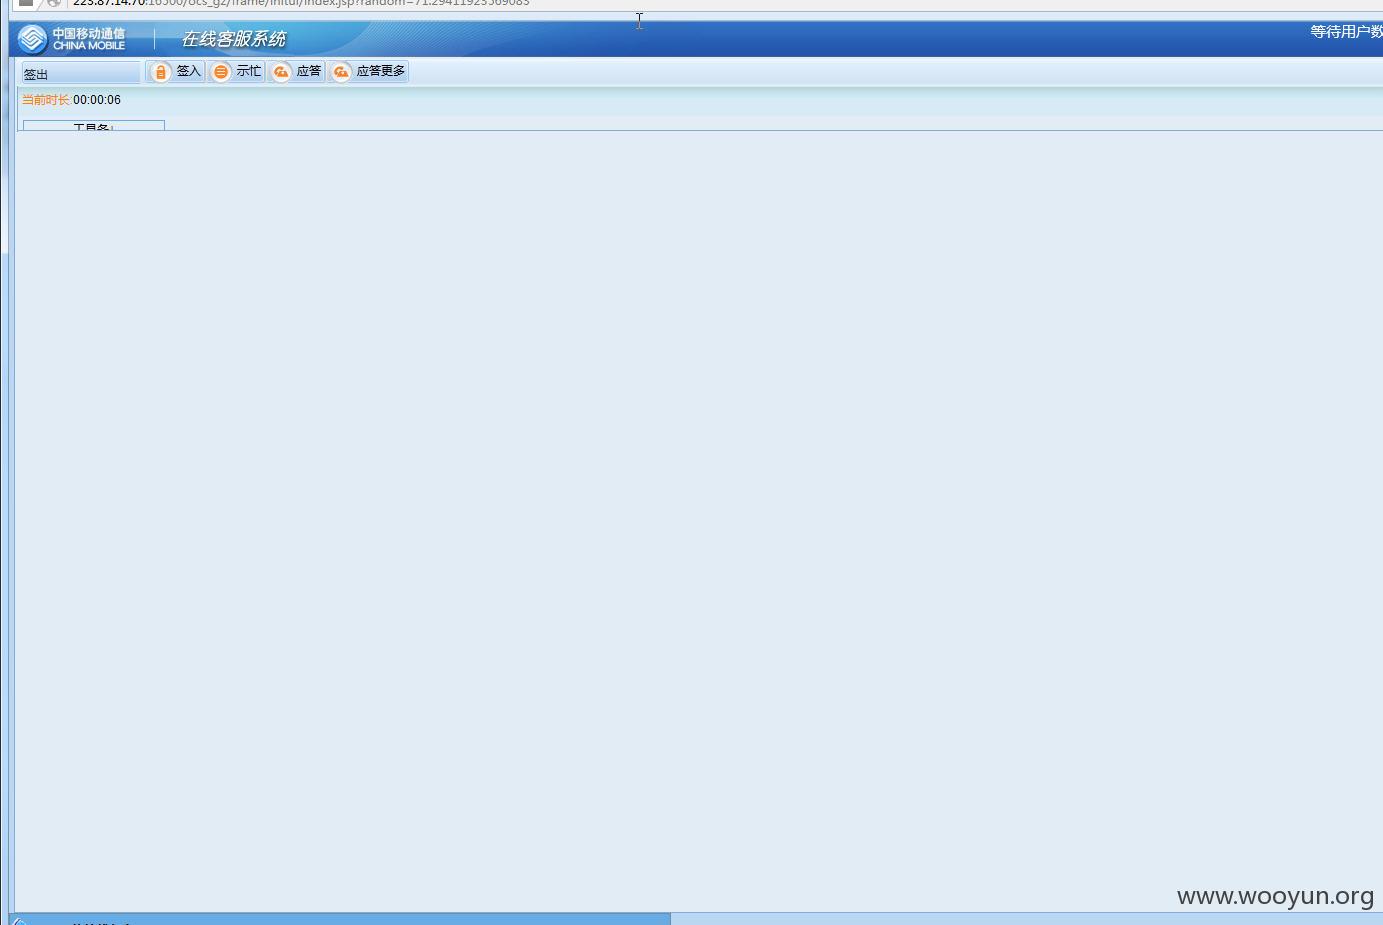 223.87.14.70:16500/ocs_gz/frame/initui/index.jsp?random=71.29411923569083
中国移动通信
CHINA MOBILE
在线客服系统
等待用户数
签出
签入
示忙
应答
应答更多
当前时长:00:00:06
工具条↓
www.wooyun.org